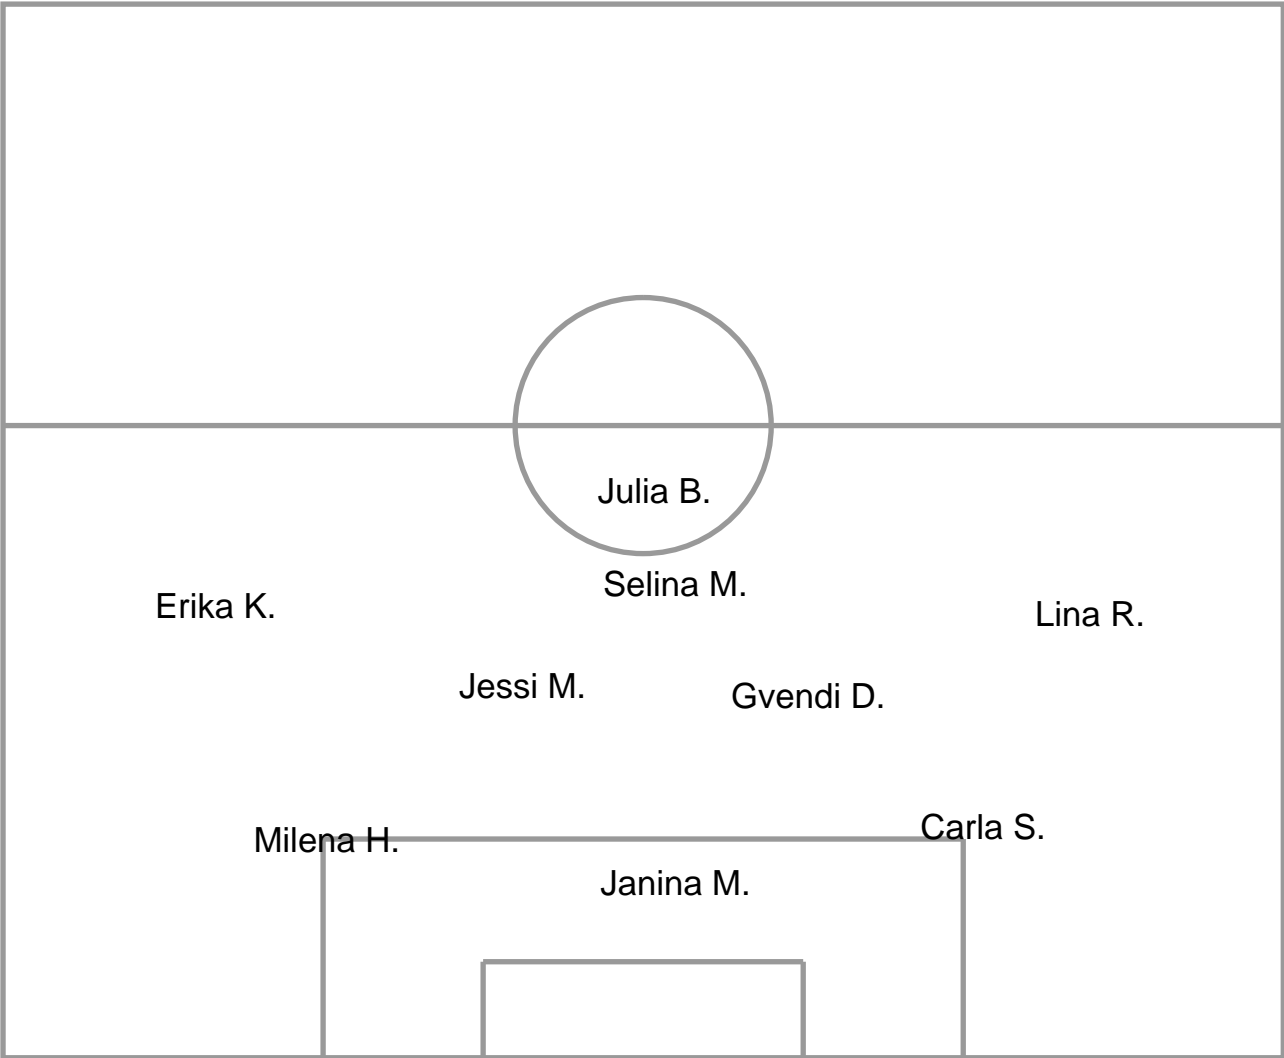 Julia B.
Selina M.
Erika K.
Lina R.
Jessi M.
Gvendi D.
Carla S.
Milena H.
Janina M.